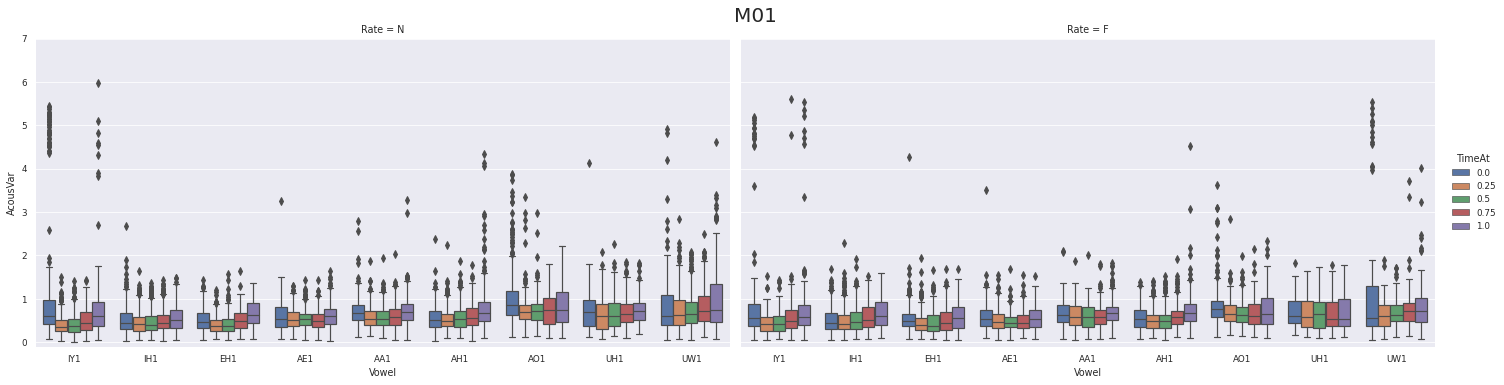 M01
Rate = N
Rate = F
7
6
5
4
3
2
1
0
AcousVar
IY1 IH1 EH1 AE1 AA1 AH1 AO1 UH1 UW1
Vowel
IY1 IH1 EH1 AE1 AA1 AH1 AO1 UH1 UW1
Vowel
TimeAt
0.0
0.25
0.5
0.75
1.0